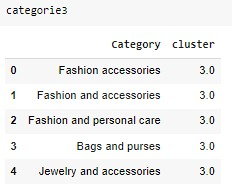 categorie3
Category cluster
0 Fashion accessories 3.0
1 Fashion and accessories 3.0
2 Fashion and personal care 3.0
3 Bags and purses 3.0
4 Jewelry and accessories 3.0